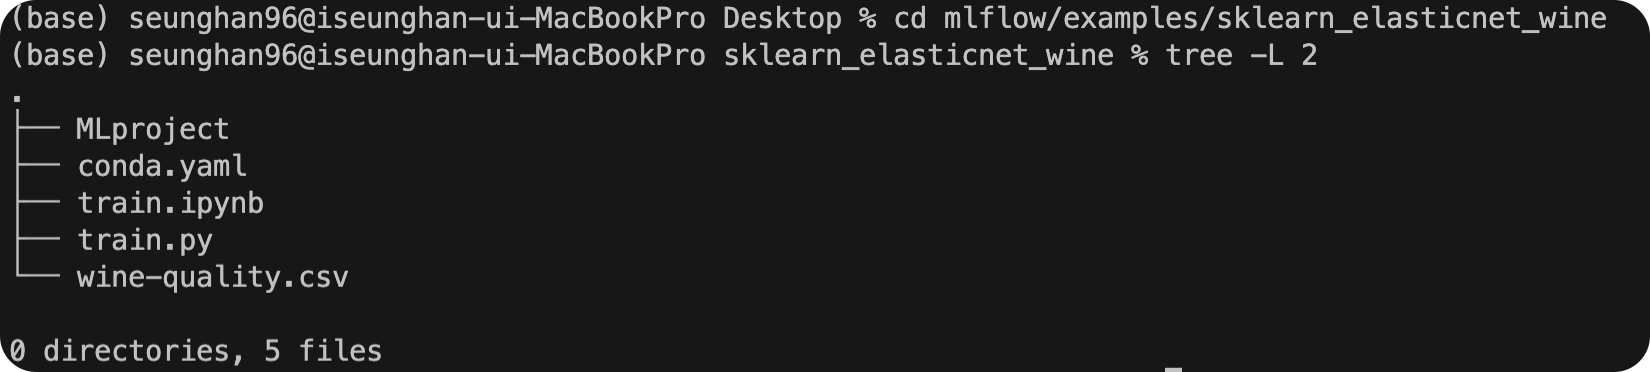 (base) seunghan96@iseunghan-ui-MacBookPro Desktop % cd mlflow/examples/sklearn_elasticnet_wine
(base) seunghan96@iseunghan-ui-MacBookPro sklearn_elasticnet_wine % tree -L 2
.
├── MLproject
├── conda.yaml
├── train.ipynb
├── train.py
└── wine-quality.csv
0 directories, 5 files